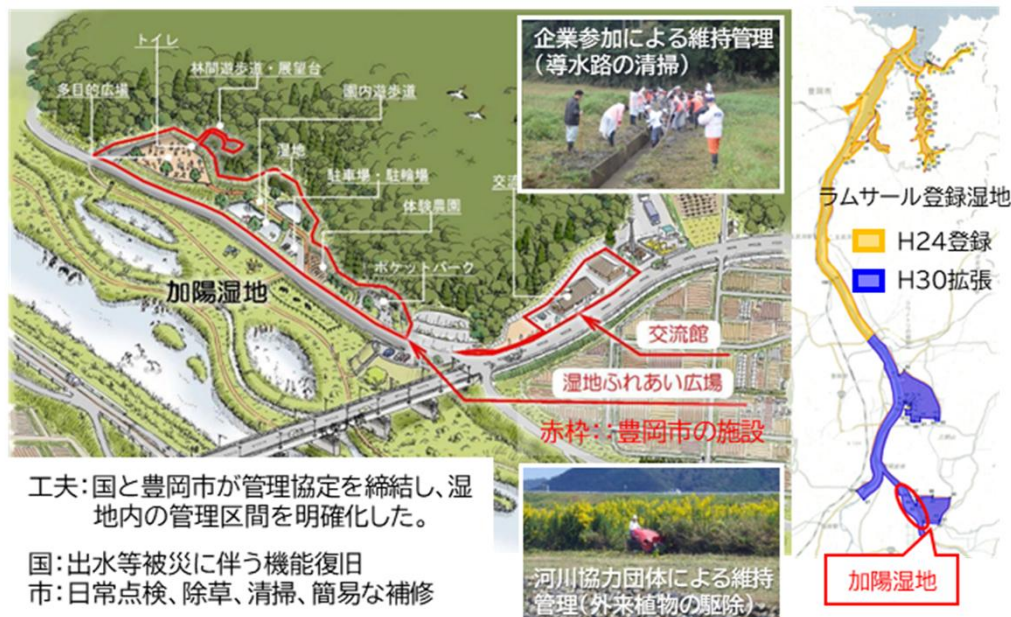 トイレ
林間遊歩道・展望台
多目的広場
園内遊歩道
湿地
駐車場・駐輪場
体験農園
ポケットパーク
交流
加陽湿地
交流館
湿地ふれあい広場
赤枠：：豊岡市の施設
企業参加による維持管理
（導水路の清掃）
工夫：国と豊岡市が管理協定を締結し、湿
地内の管理区間を明確化した。
国：出水等被災に伴う機能復旧
市：日常点検、除草、清掃、簡易な補修
河川協力団体による維持
管理（外来植物の駆除）
豊岡市
ラムサール登録湿地
H24登録
H30拡張
加陽湿地